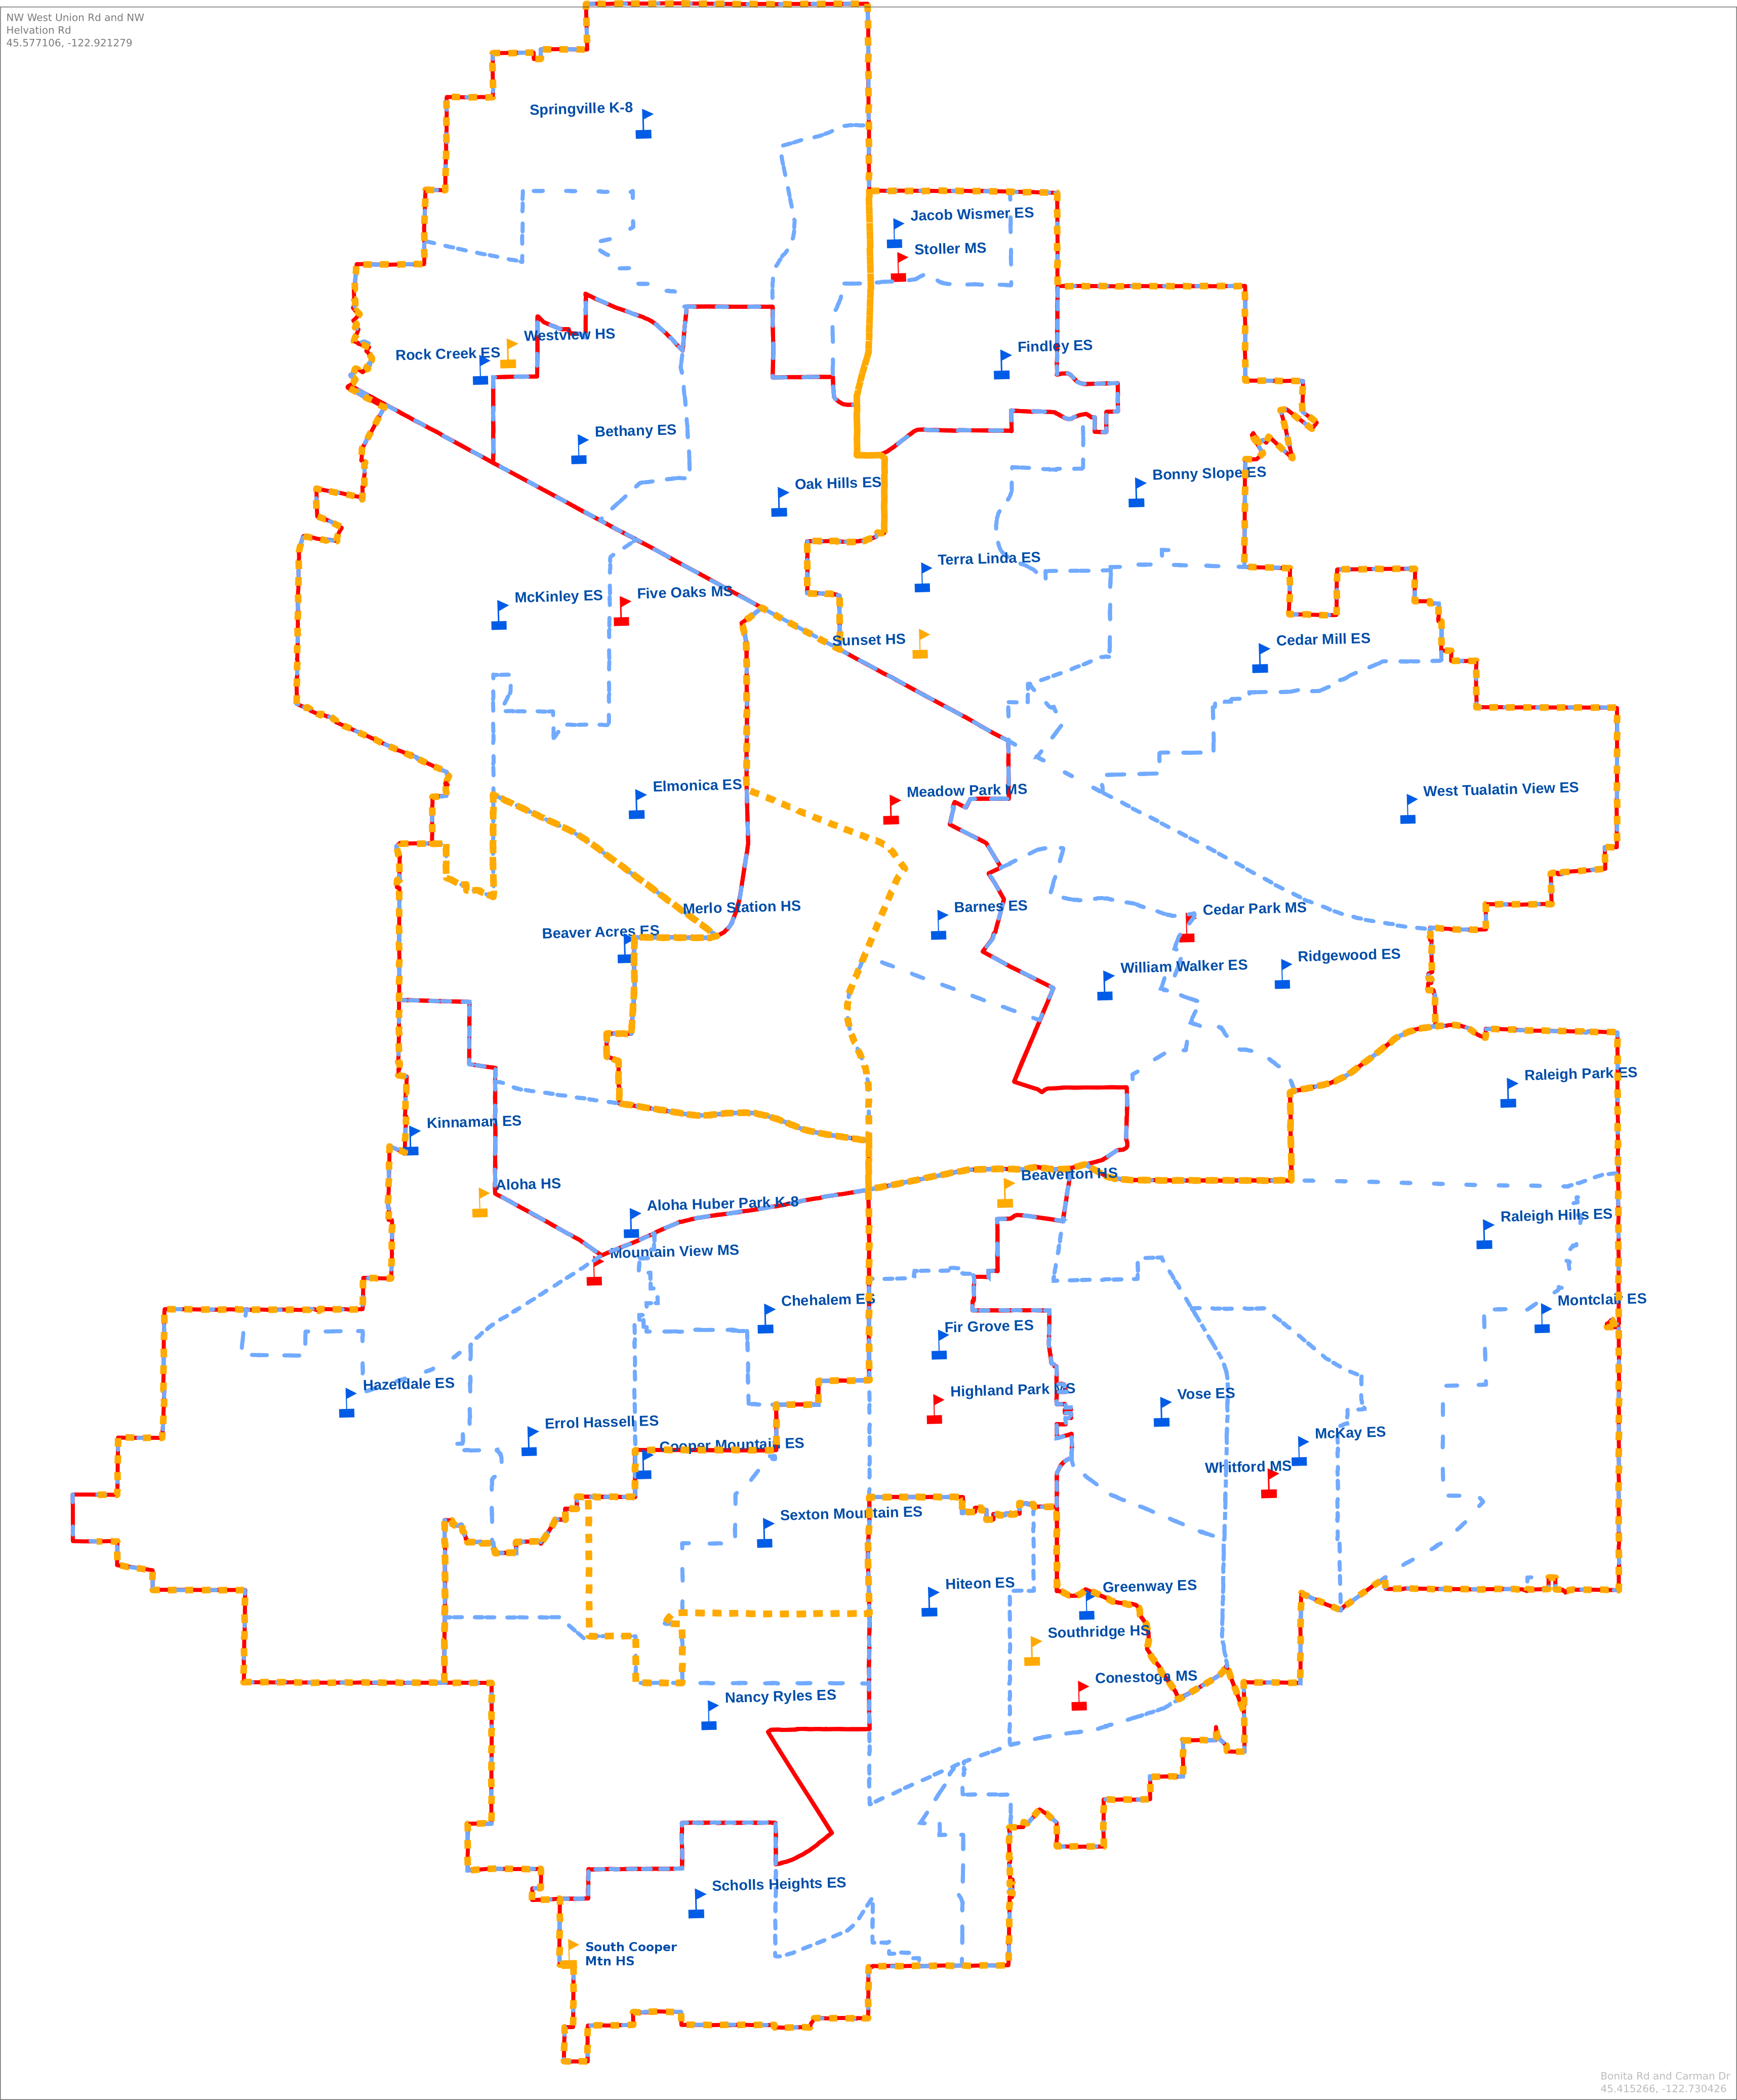 NW West Union Rd and NW
Helvation Rd
45.577106, -122.921279
Springville K-8
Jacob Wismer ES
Stoller MS
Westview HS
Rock Creek ES
Findley ES
Bethany ES
Oak Hills ES
Bonny Slope ES
Terra Linda ES
McKinley ES
Five Oaks MS
Sunset HS
Cedar Mill ES
Elmonica ES
Meadow Park MS
West Tualatin View ES
Merlo Station HS
Barnes ES
Cedar Park MS
Beaver Acres ES
William Walker ES
Ridgewood ES
Raleigh Park ES
Kinnaman ES
Beaverton HS
Aloha HS
Aloha Huber Park K-8
Raleigh Hills ES
Mountain View MS
Chehalem ES
Montclair ES
Fir Grove ES
Hazeldale ES
Highland Park MS
Vose ES
Errol Hassell ES
McKay ES
Cooper Mountain ES
Whitford MS
Sexton Mountain ES
Hiteon ES
Greenway ES
Southridge HS
Conestoga MS
Nancy Ryles ES
Scholls Heights ES
South Cooper
Mtn HS
Bonita Rd and Carman Dr
45.415266, -122.730426